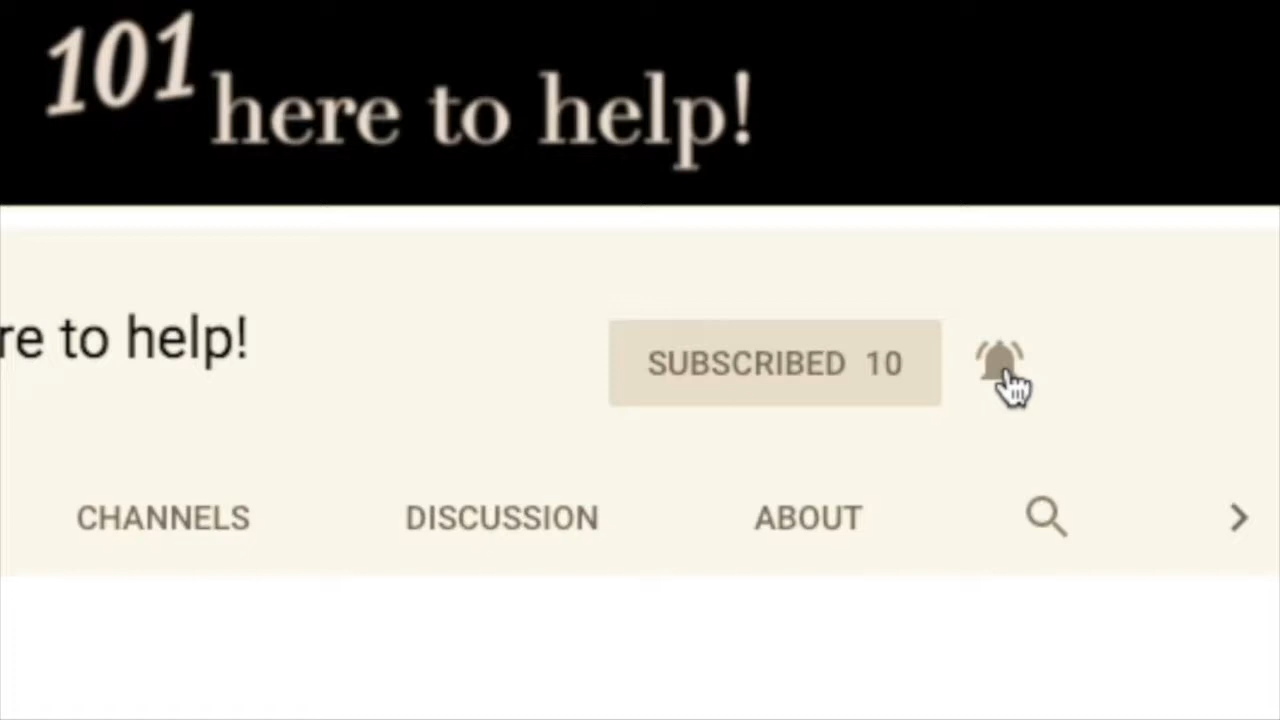 101 here to help!
re to help!
SUBSCRIBED 10
CHANNELS DISCUSSION ABOUT